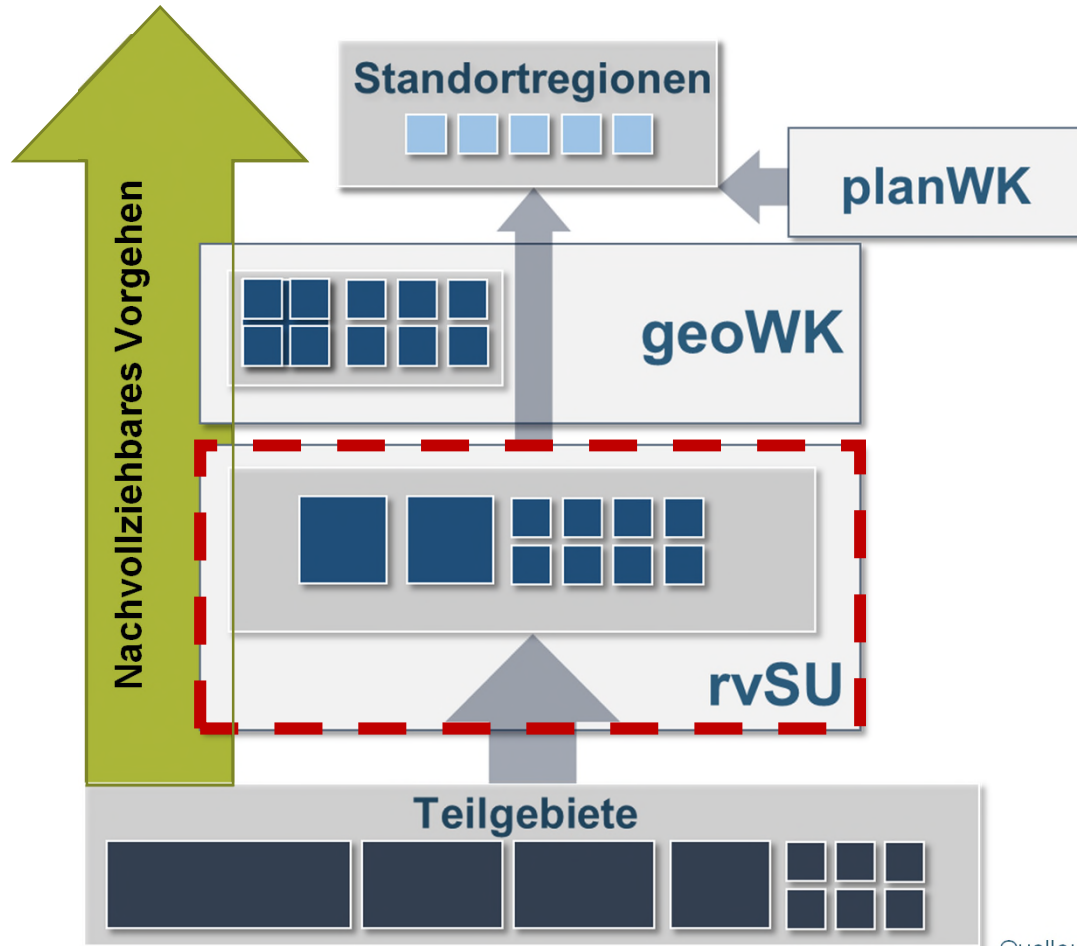 Standortregionen
planWK
Nachvollziehbares Vorgehen
geoWK
rvSU
Teilgebiete